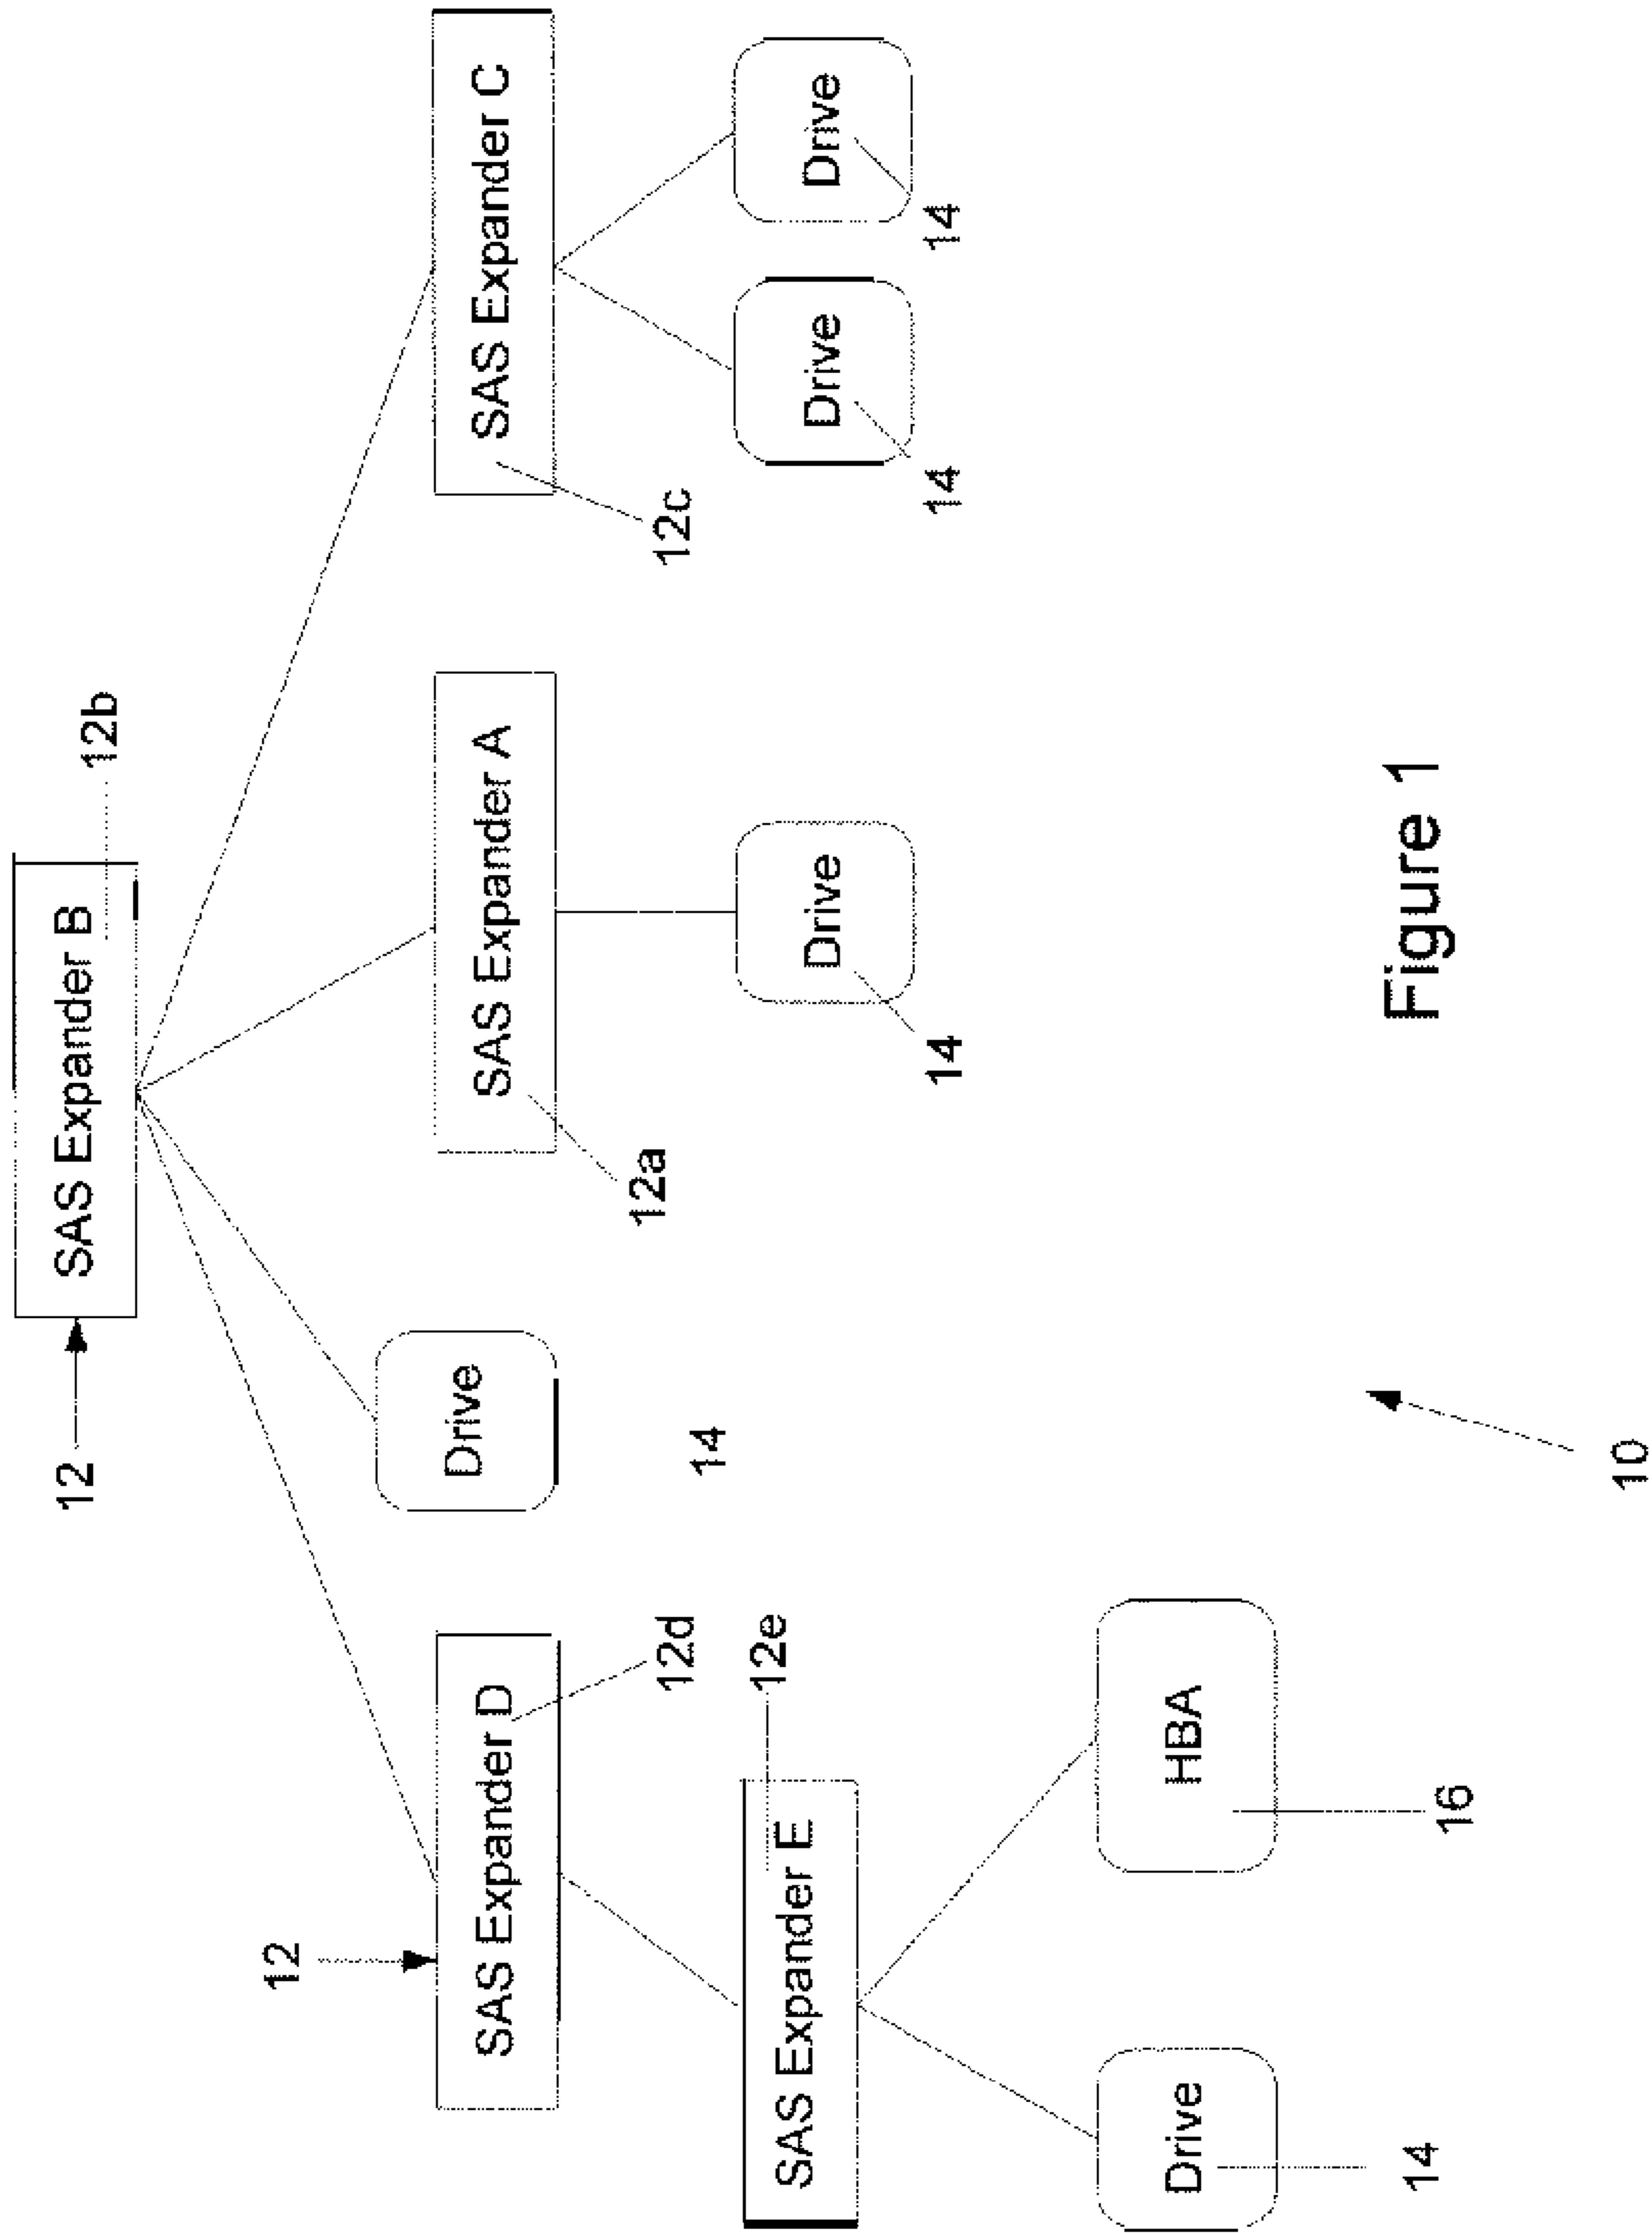 12
SAS Expander B
12b
12
SAS Expander D
12d
Drive
14
SAS Expander A
12a
SAS Expander C
12c
SAS Expander E
12e
Drive
14
Drive
14
Drive
14
Drive
14
HBA
16
10
Figure 1